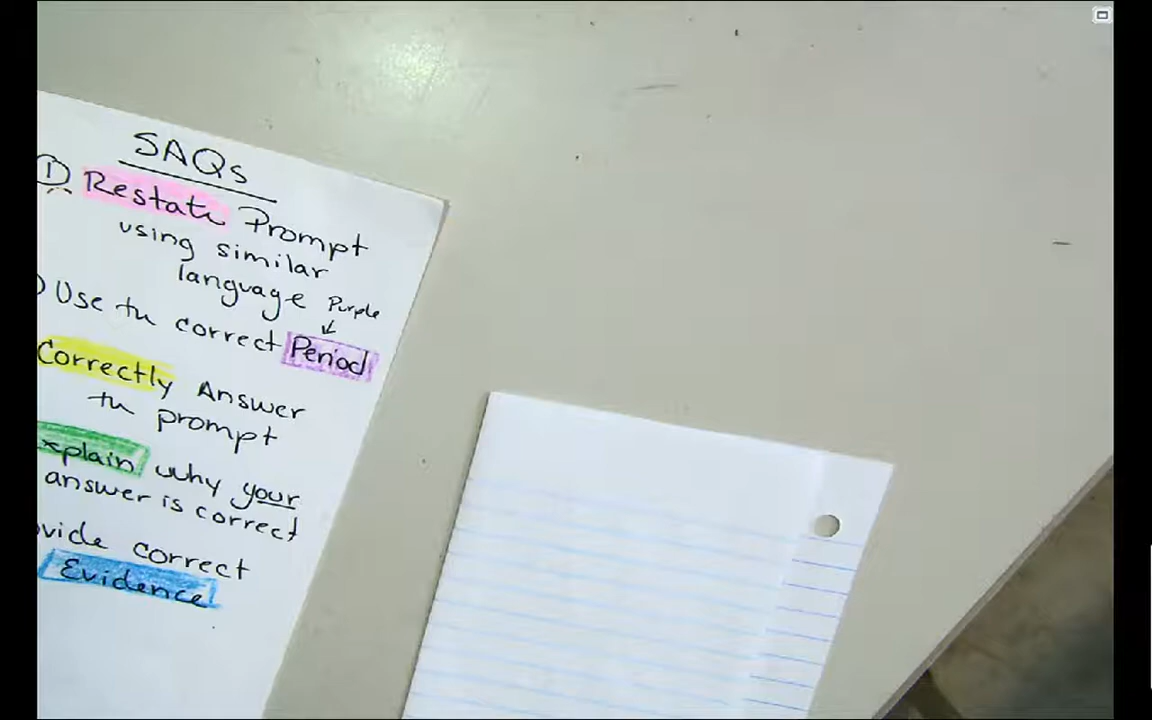 SAQs
① Restate Prompt
using similar
language Purple
) Use the correct Period
Correctly Answer
the prompt
xplain why your
answer is correct
ovide correct
Evidence